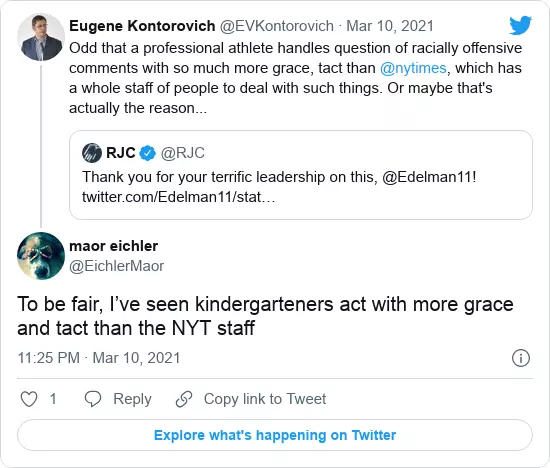 Eugene Kontorovich @EVKontorovich · Mar 10, 2021
Odd that a professional athlete handles question of racially offensive
comments with so much more grace, tact than @nytimes, which has
a whole staff of people to deal with such things. Or maybe that's
actually the reason...
RJC @RJC
Thank you for your terrific leadership on this, @Edelman11!
twitter.com/Edelman11/stat…
maor eichler
@EichlerMaor
To be fair, I’ve seen kindergarteners act with more grace
and tact than the NYT staff
11:25 PM · Mar 10, 2021
1 Reply Copy link to Tweet
Explore what's happening on Twitter